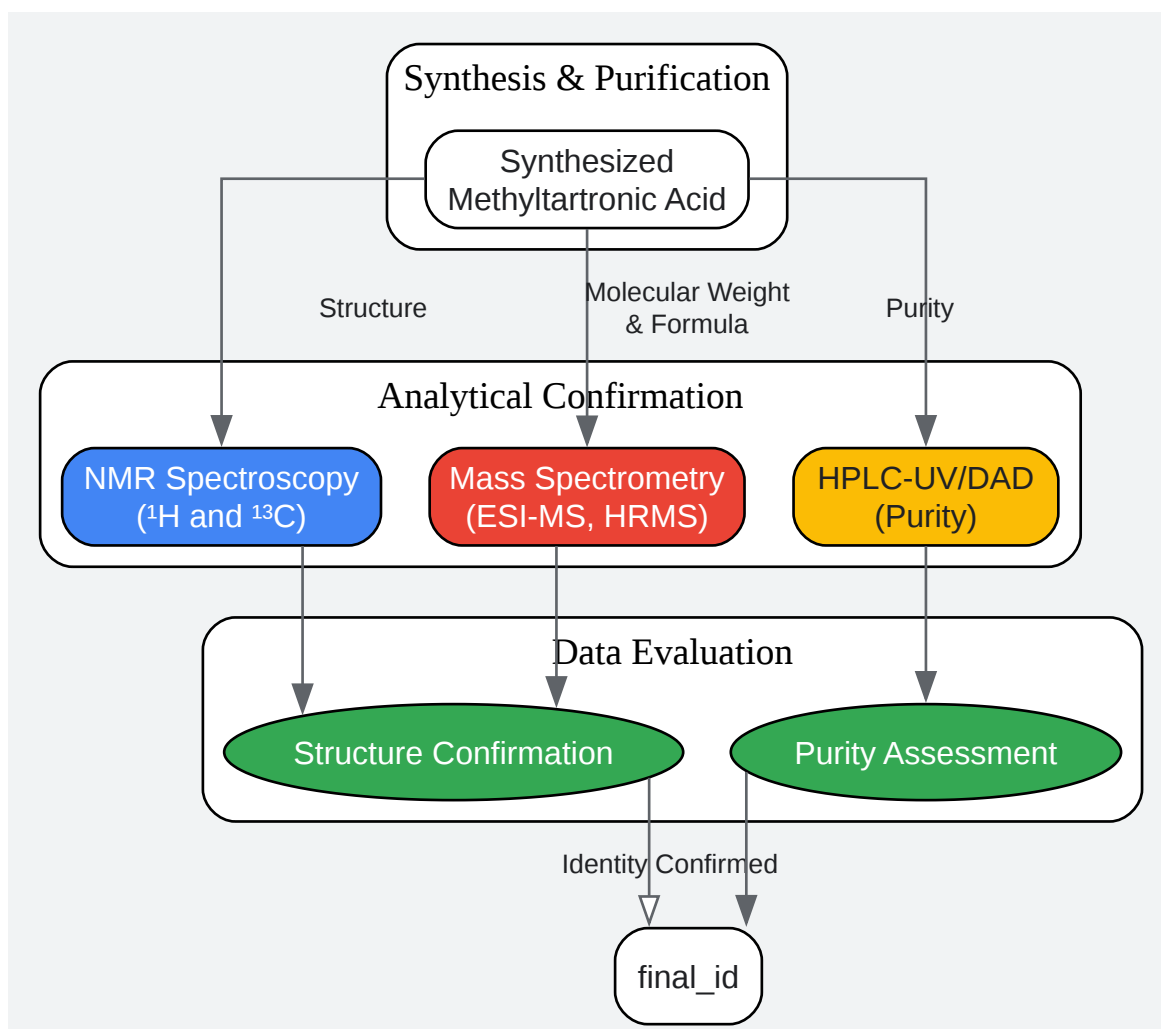 Synthesis & Purification
Synthesized
Methyltartronic Acid
Structure
Molecular Weight
& Formula
Purity
Analytical Confirmation
NMR Spectroscopy
(¹H and ¹³C)
Mass Spectrometry
(ESI-MS, HRMS)
HPLC-UV/DAD
(Purity)
Data Evaluation
Structure Confirmation
Purity Assessment
Identity Confirmed
final_id